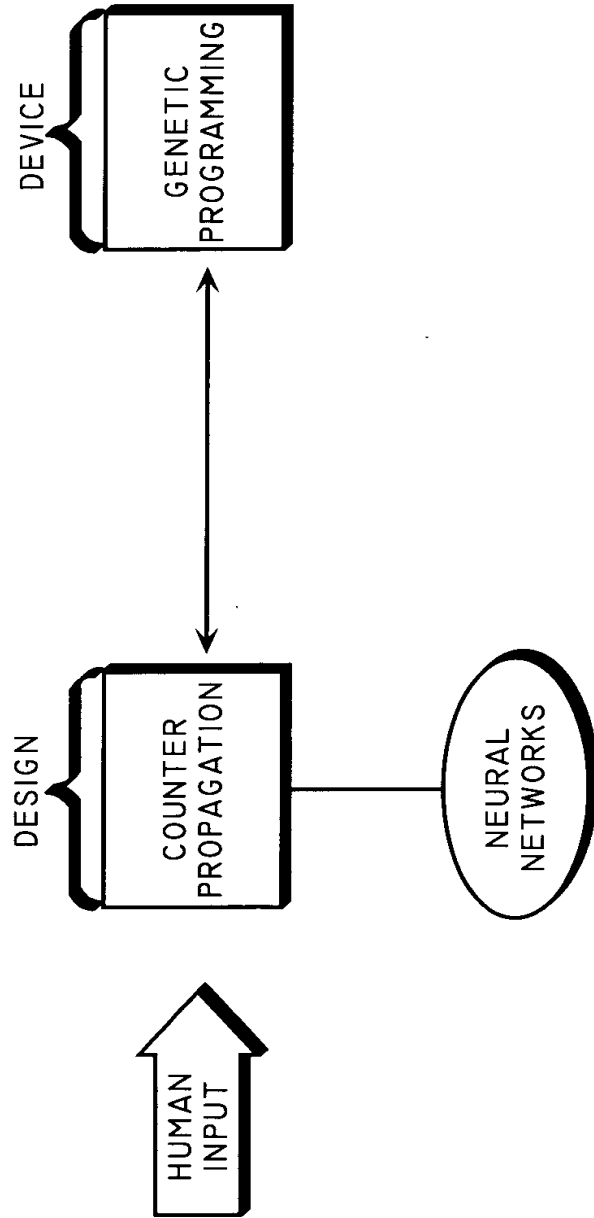 HUMAN
INPUT
DESIGN
COUNTER
PROPAGATION
NEURAL
NETWORKS
DEVICE
GENETIC
PROGRAMMING